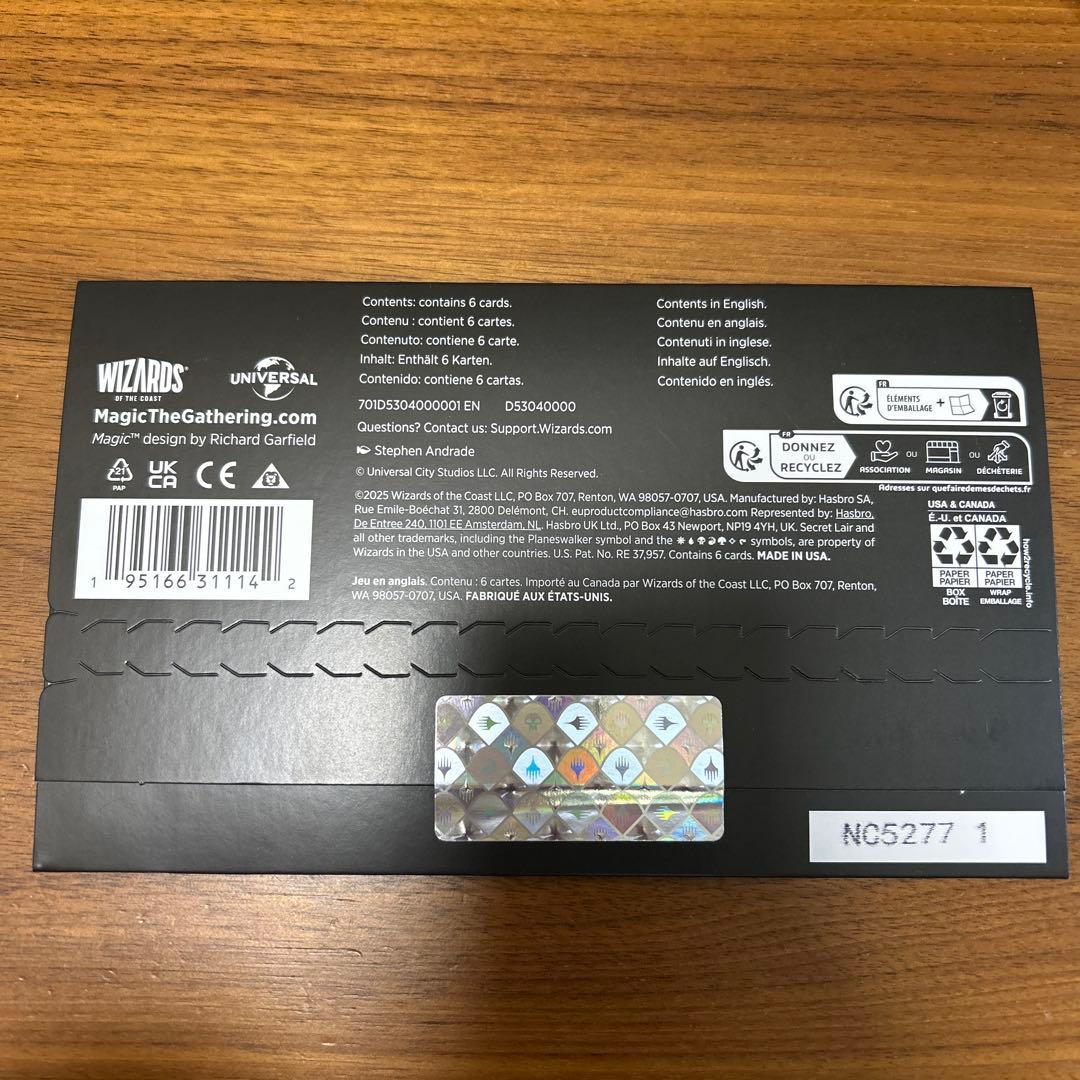 Contents: contains 6 cards.
Contenu : contient 6 cartes.
Contenuto: contiene 6 carte.
Inhalt: Enthält 6 Karten.
Contenido: contiene 6 cartas.
Contents in English.
Contenu en anglais.
Contenuti in inglese.
Inhalte auf Englisch.
Contenido en inglés.
WIZARDS
OF THE COAST
UNIVERSAL
MagicTheGathering.com
Magic™ design by Richard Garfield
21
PAP
UK
CA
CE
1 95166 31114 2
701D5304000001 EN D53040000
Questions? Contact us: Support.Wizards.com
Stephen Andrade
© Universal City Studios LLC. All Rights Reserved.
©2025 Wizards of the Coast LLC, PO Box 707, Renton, WA 98057-0707, USA. Manufactured by: Hasbro SA,
Rue Emile-Boéchat 31, 2800 Delémont, CH. euproductcompliance@hasbro.com Represented by: Hasbro,
De Entree 240, 1101 EE Amsterdam, NL. Hasbro UK Ltd., PO Box 43 Newport, NP19 4YH, UK. Secret Lair and
all other trademarks, including the Planeswalker symbol and the symbols, are property of
Wizards in the USA and other countries. U.S. Pat. No. RE 37,957. Contains 6 cards. MADE IN USA.
Jeu en anglais. Contenu : 6 cartes. Importé au Canada par Wizards of the Coast LLC, PO Box 707, Renton,
WA 98057-0707, USA. FABRIQUÉ AUX ÉTATS-UNIS.
FR
ÉLÉMENTS
D'EMBALLAGE +
FR
DONNEZ
OU
RECYCLEZ
ASSOCIATION
OU
MAGASIN
OU
DÉCHÈTERIE
Adresses sur quefairedemesdechets.fr
USA & CANADA
É.-U. et CANADA
PAPER
PAPIER
BOX
BOÎTE
PAPER
PAPIER
WRAP
EMBALLAGE
how2recycle.info
NC5277 1